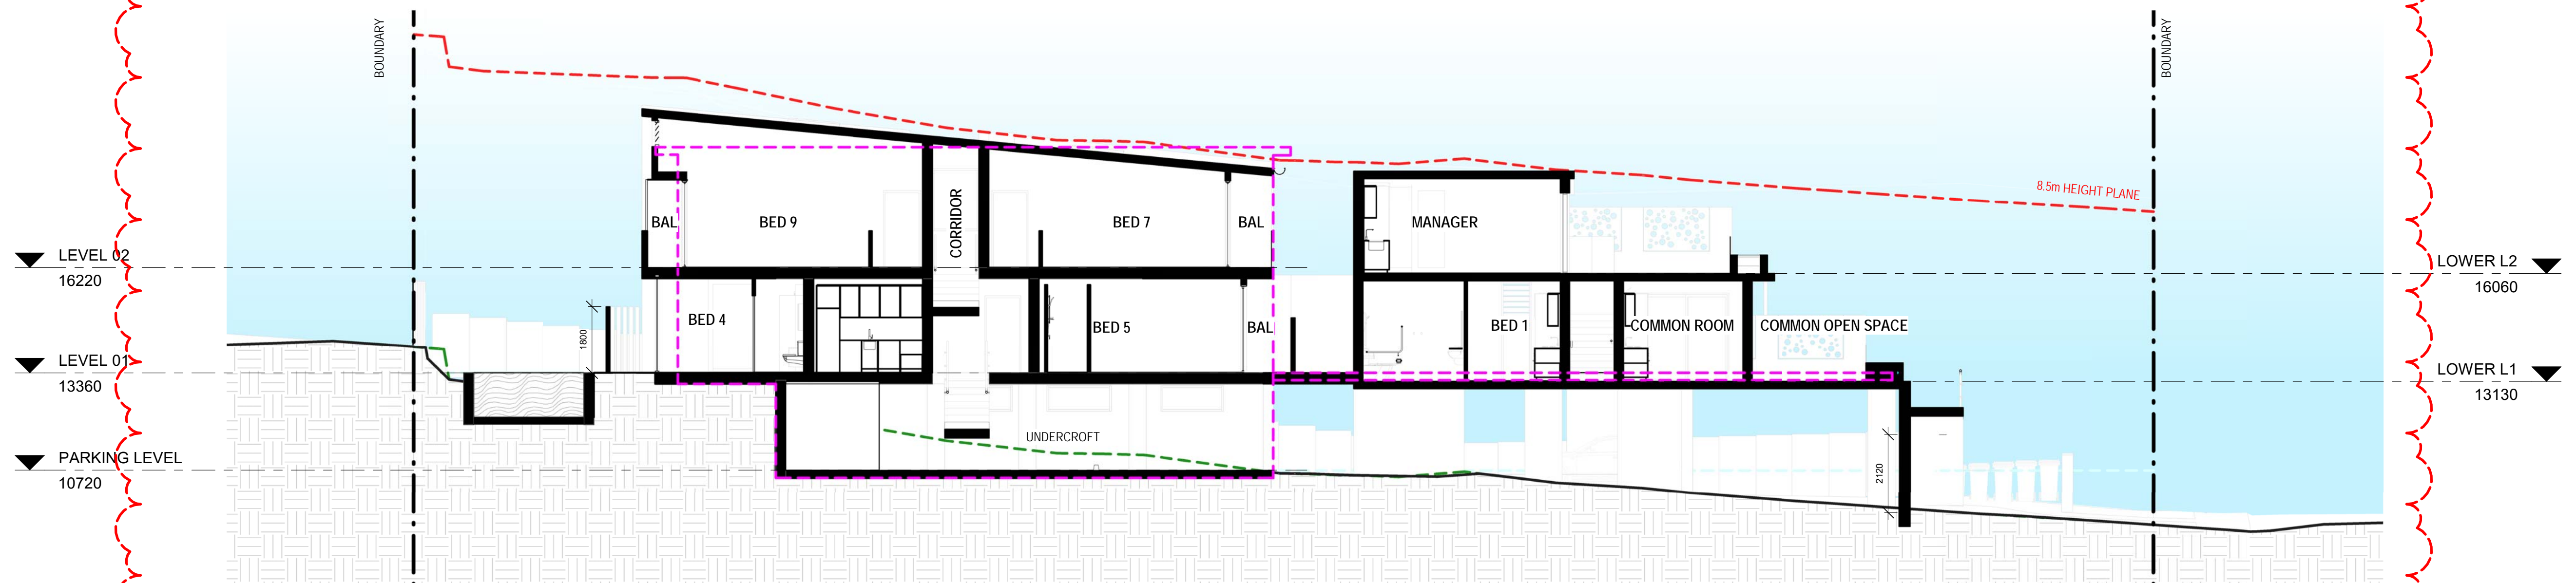 BOUNDARY
BOUNDARY
8.5m HEIGHT PLANE
BAL
BED 9
CORRIDOR
BED 7
BAL
MANAGER
LEVEL 02
16220
LOWER L2
16060
BED 4
1800
BED 5
BAL
BED 1
COMMON ROOM
COMMON OPEN SPACE
LEVEL 01
13360
LOWER L1
13130
UNDERCROFT
PARKING LEVEL
10720
2120